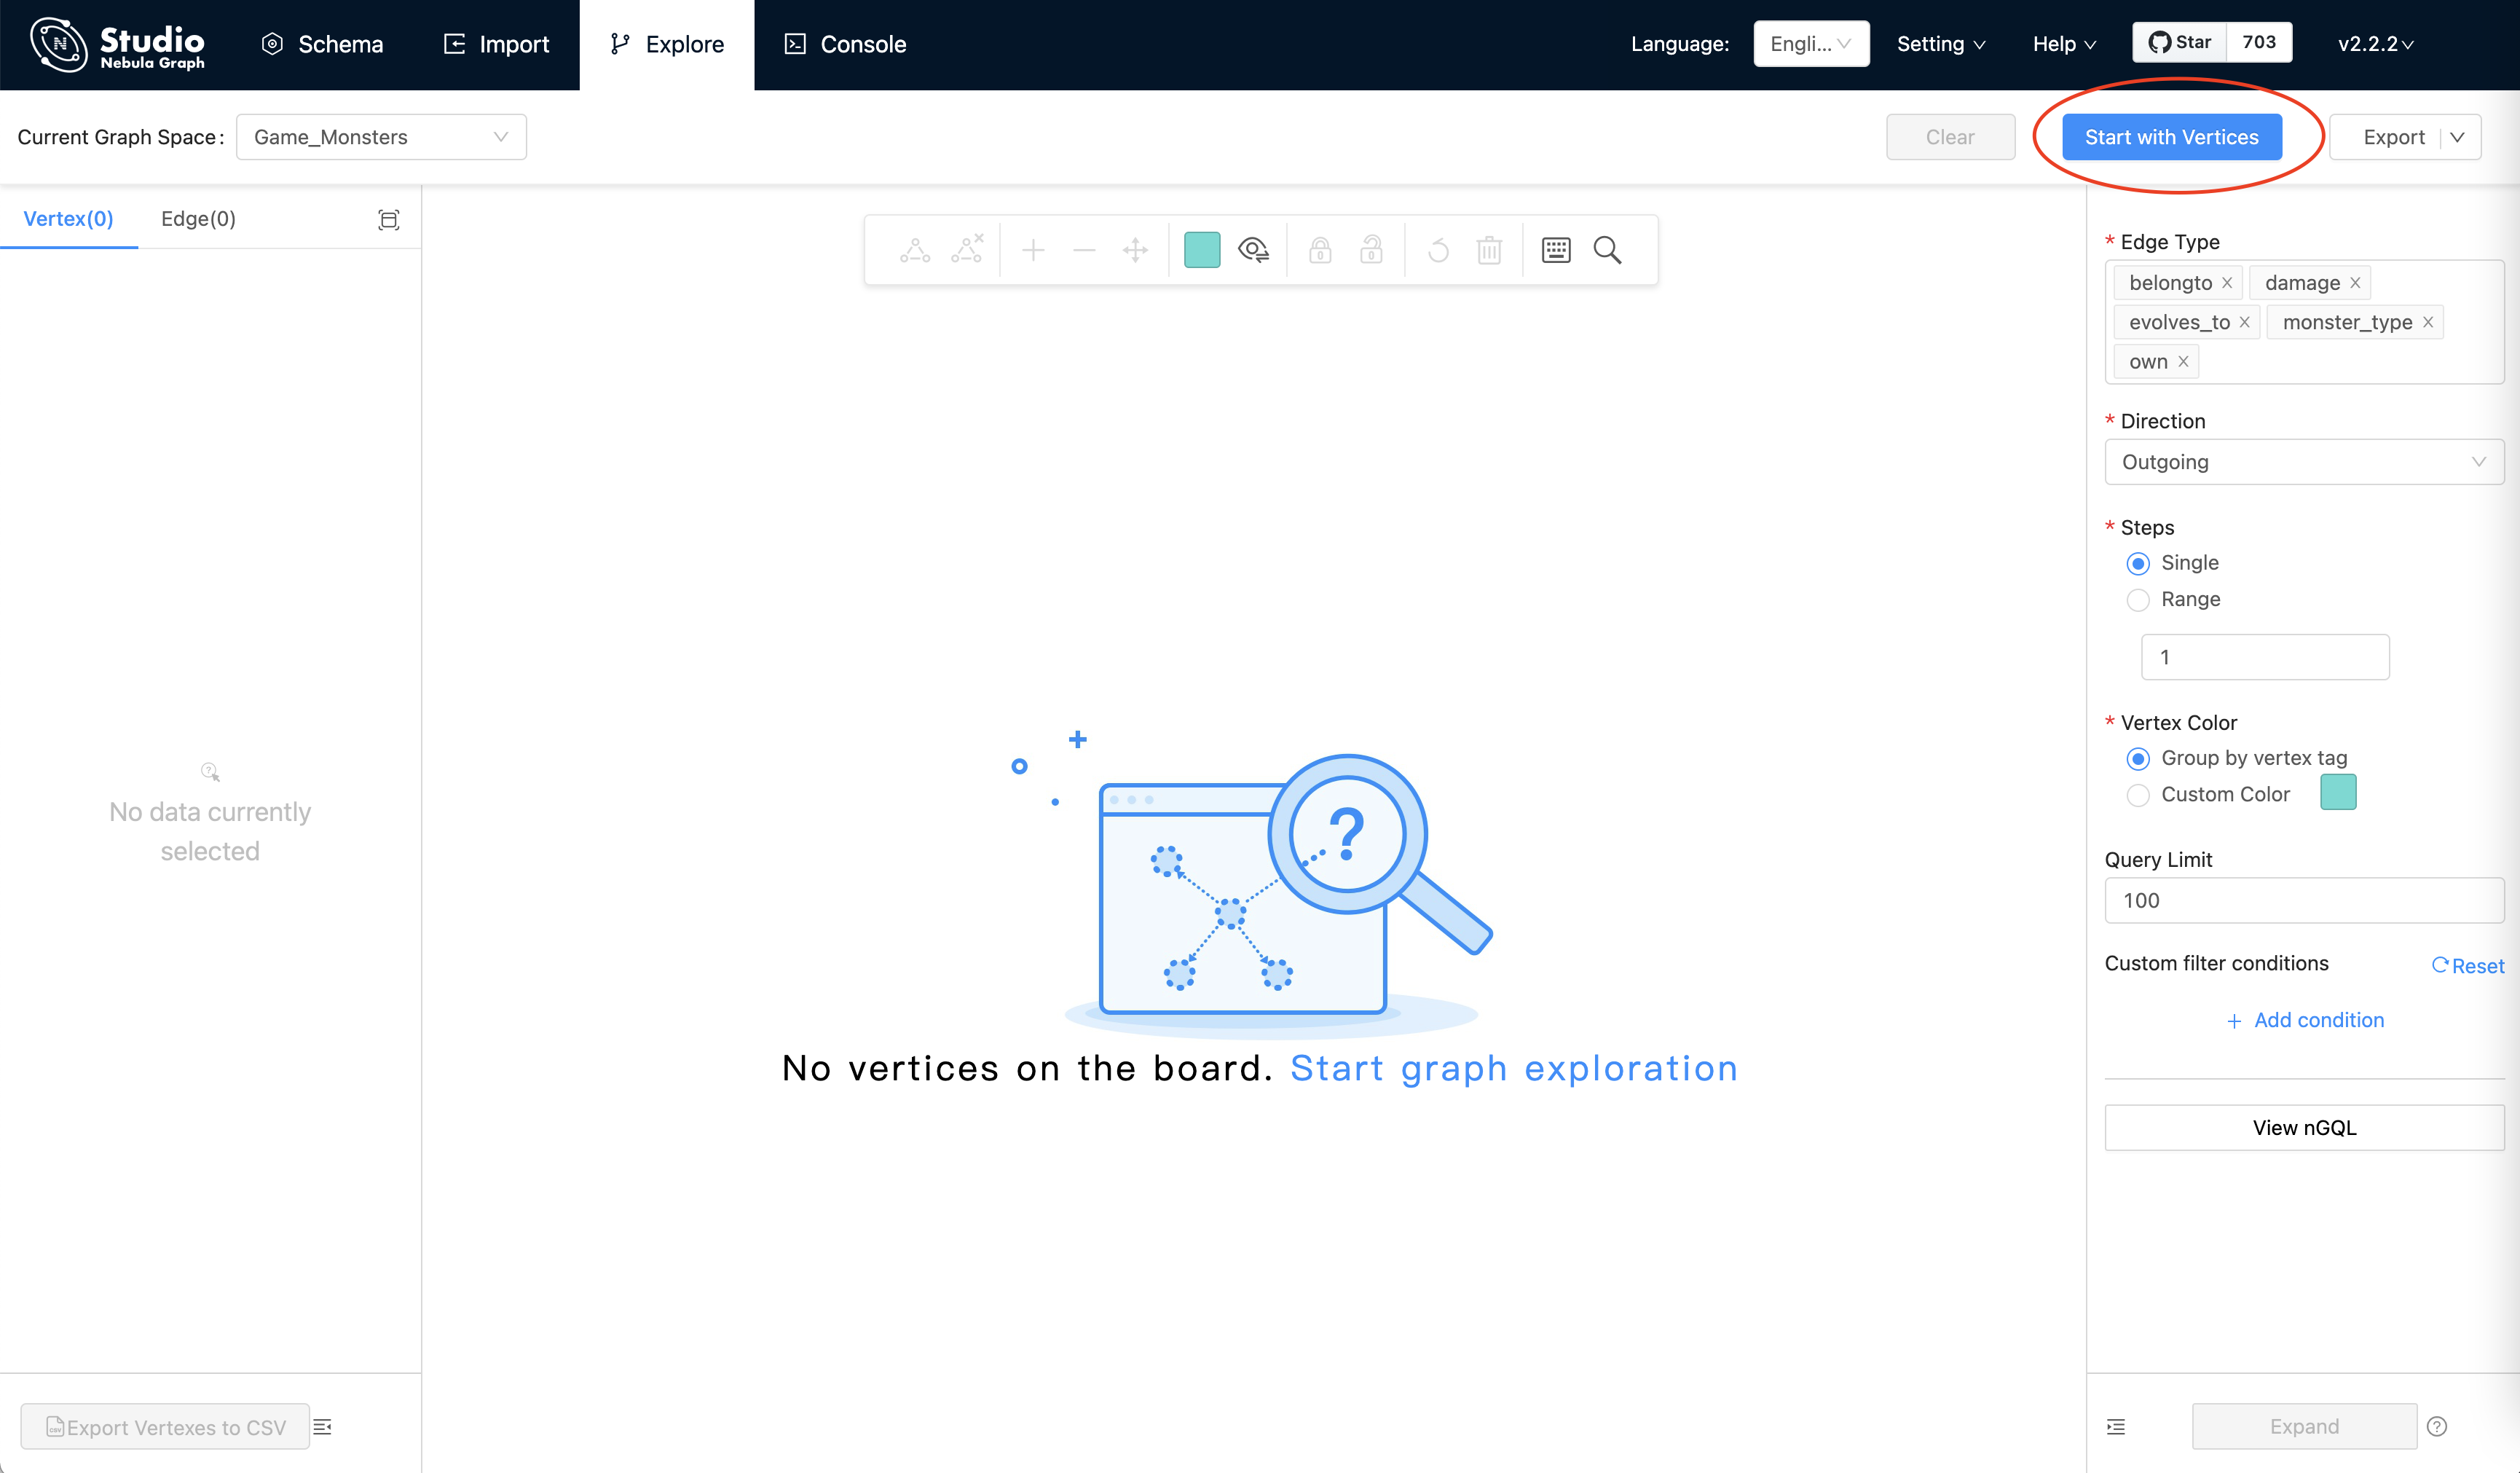 Studio
Nebula Graph
Schema
Import
Explore
Console
Language:
Engli...
Setting
Help
Star
703
v2.2.2
Current Graph Space:
Game_Monsters
Clear
Start with Vertices
Export
Vertex(0)
Edge(0)
No data currently
selected
Export Vertexes to CSV
No vertices on the board. Start graph exploration
* Edge Type
belongto
damage
evolves_to
monster_type
own
* Direction
Outgoing
* Steps
Single
Range
1
* Vertex Color
Group by vertex tag
Custom Color
Query Limit
100
Custom filter conditions
Reset
+ Add condition
View nGQL
Expand